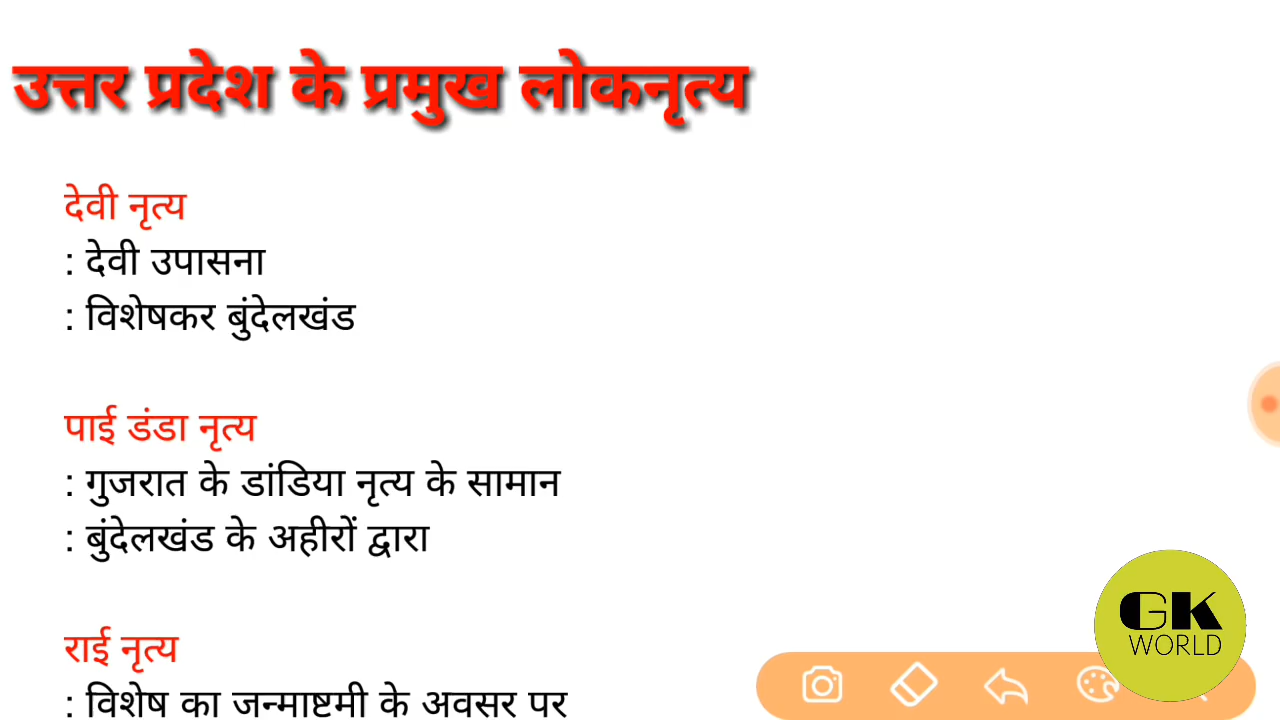 उत्तर प्रदेश के प्रमुख लोकनृत्य
देवी नृत्य
: देवी उपासना
: विशेषकर बुंदेलखंड
पाई डंडा नृत्य
: गुजरात के डांडिया नृत्य के सामान
: बुंदेलखंड के अहीरों द्वारा
राई नृत्य
: विशेष का जन्माष्टमी के अवसर पर
GK
WORLD